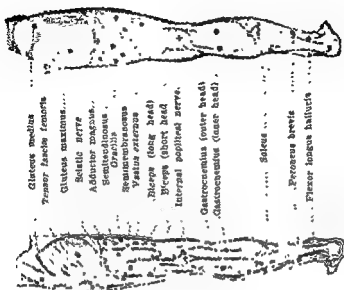 Gluteus medius
Tensor fasciæ femoris
Gluteus maximus
Sciatic nerve
Adductor magnus
Semitendinosus
Gracilis
Semimembranosus
Vastus externus
Biceps (long head)
Biceps (short head
Internal popliteal nerve.
Gastrocnemius (outer head)
Gastrocnemius (inner head)
Soleus
Peroneus brevis
Flexor longus hallucis